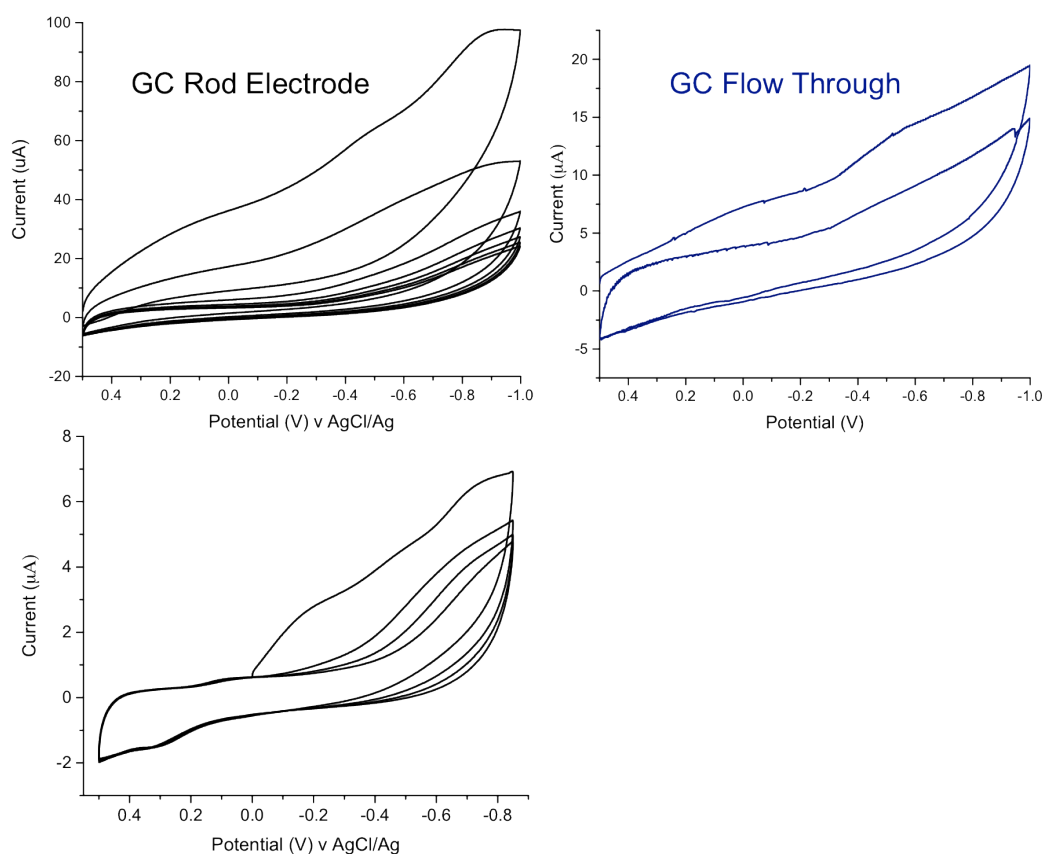 GC Rod Electrode
Current (uA)
100
80
60
40
20
0
-20
0.4 0.2 0.0 -0.2 -0.4 -0.6 -0.8 -1.0
Potential (V) v AgCl/Ag
GC Flow Through
Current (μA)
20
15
10
5
0
-5
0.4 0.2 0.0 -0.2 -0.4 -0.6 -0.8 -1.0
Potential (V)
Current (μA)
8
6
4
2
0
-2
0.4 0.2 0.0 -0.2 -0.4 -0.6 -0.8
Potential (V) v AgCl/Ag